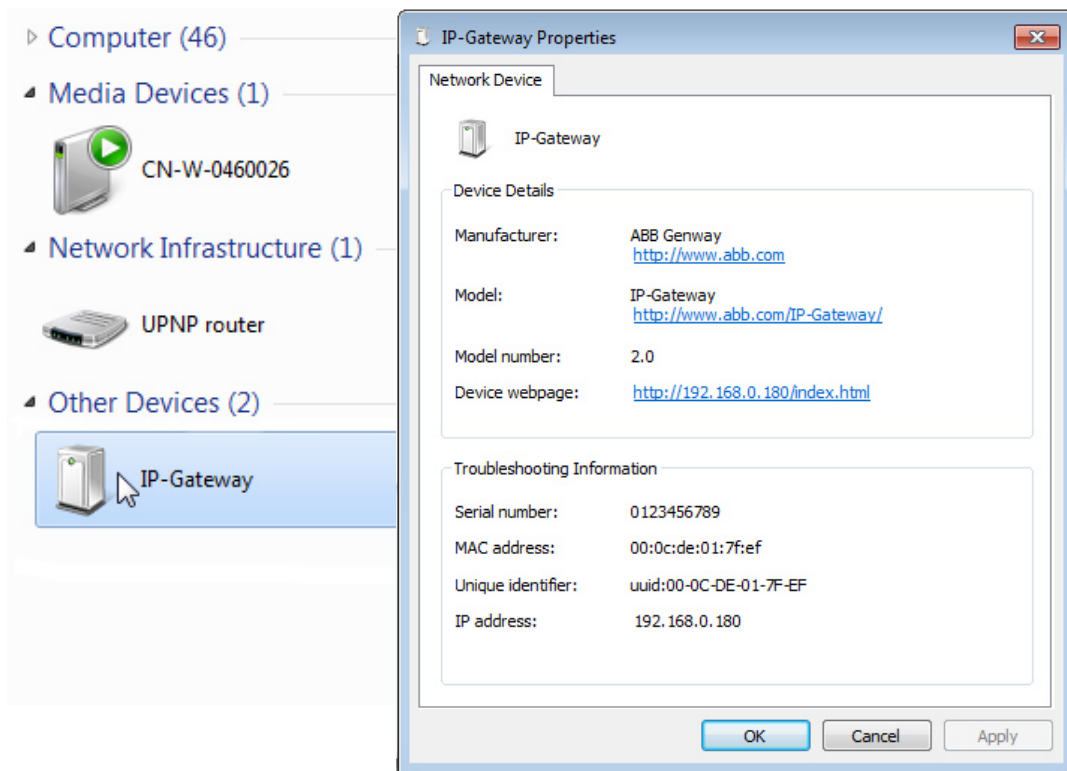 Computer (46)
Media Devices (1)
CN-W-0460026
Network Infrastructure (1)
UPNP router
Other Devices (2)
IP-Gateway
IP-Gateway Properties
Network Device
IP-Gateway
Device Details
Manufacturer: ABB Genway
http://www.abb.com
Model: IP-Gateway
http://www.abb.com/IP-Gateway/
Model number: 2.0
Device webpage: http://192.168.0.180/index.html
Troubleshooting Information
Serial number: 0123456789
MAC address: 00:0c:de:01:7f:ef
Unique identifier: uuid:00-0C-DE-01-7F-EF
IP address: 192.168.0.180
OK Cancel Apply